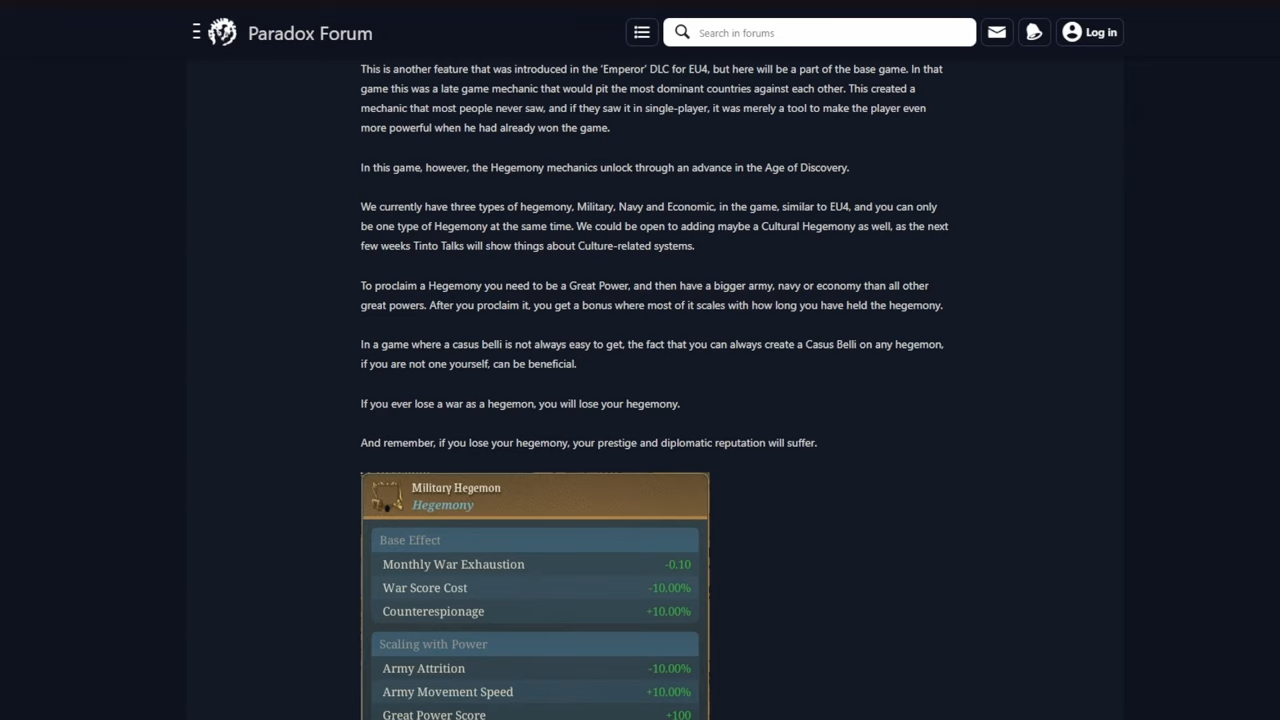 Paradox Forum
Search in forums
Log in
This is another feature that was introduced in the ‘Emperor’ DLC for EU4, but here will be a part of the base game. In that
game this was a late game mechanic that would pit the most dominant countries against each other. This created a
mechanic that most people never saw, and if they saw it in single-player, it was merely a tool to make the player even
more powerful when he had already won the game.
In this game, however, the Hegemony mechanics unlock through an advance in the Age of Discovery.
We currently have three types of hegemony, Military, Navy and Economic, in the game, similar to EU4, and you can only
be one type of Hegemony at the same time. We could be open to adding maybe a Cultural Hegemony as well, as the next
few weeks Tinto Talks will show things about Culture-related systems.
To proclaim a Hegemony you need to be a Great Power, and then have a bigger army, navy or economy than all other
great powers. After you proclaim it, you get a bonus where most of it scales with how long you have held the hegemony.
In a game where a casus belli is not always easy to get, the fact that you can always create a Casus Belli on any hegemon,
if you are not one yourself, can be beneficial.
If you ever lose a war as a hegemon, you will lose your hegemony.
And remember, if you lose your hegemony, your prestige and diplomatic reputation will suffer.
Military Hegemon
Hegemony
Base Effect
Monthly War Exhaustion -0.10
War Score Cost -10.00%
Counterespionage +10.00%
Scaling with Power
Army Attrition -10.00%
Army Movement Speed +10.00%
Great Power Score +100